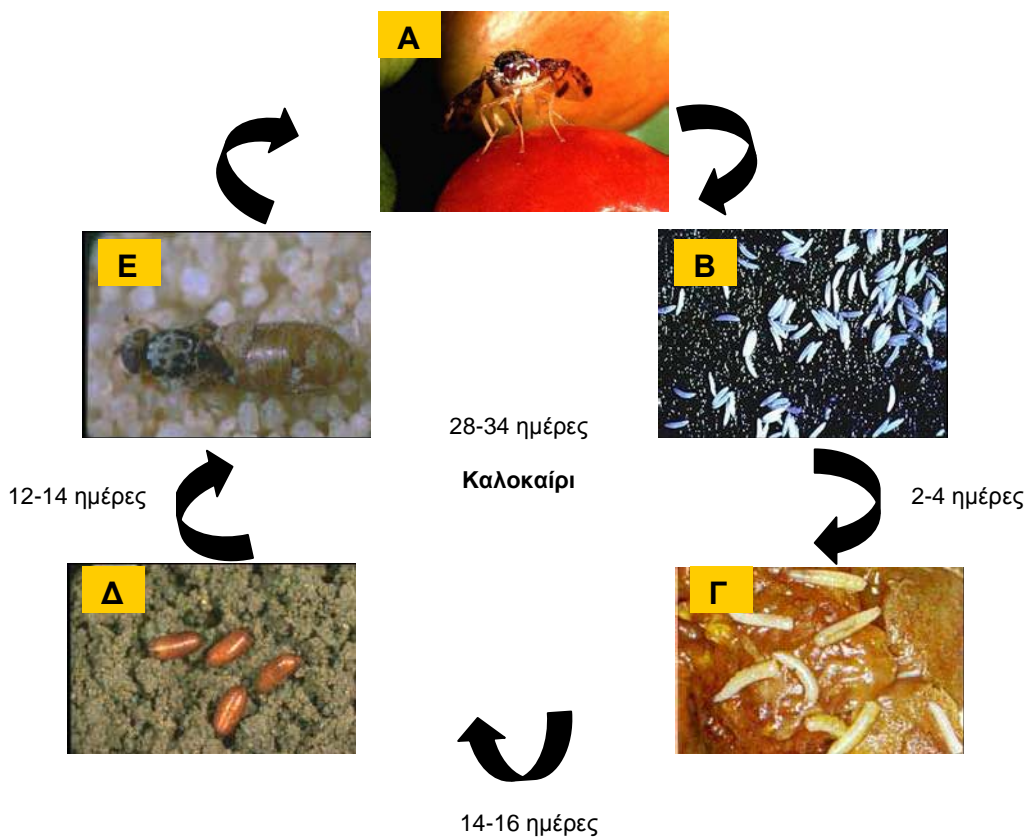 Α
Ε
Β
28-34 ημέρες
Καλοκαίρι
12-14 ημέρες
2-4 ημέρες
Δ
Γ
14-16 ημέρες